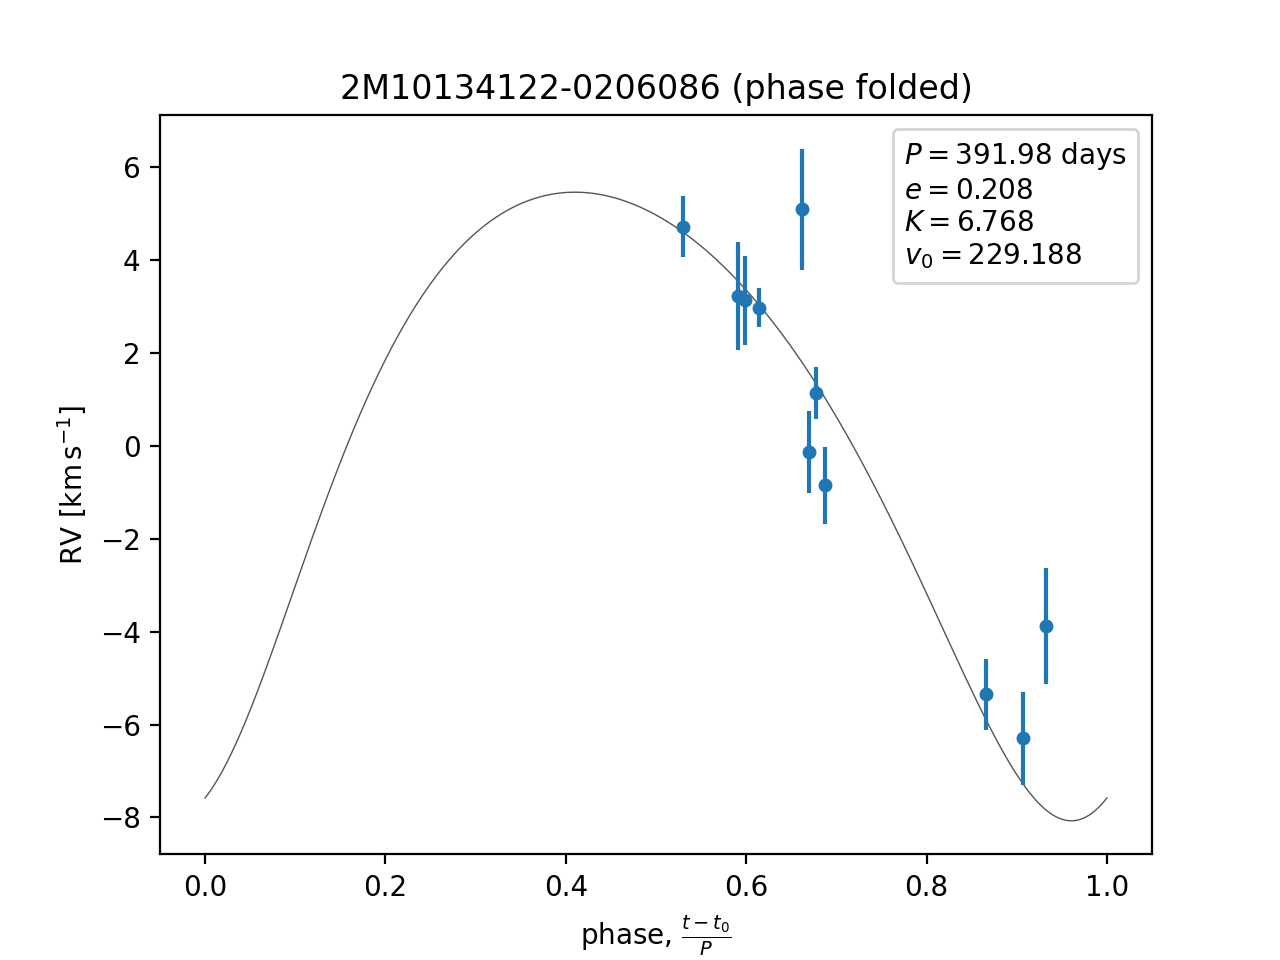 2M10134122-0206086 (phase folded)
P = 391.98 days
e = 0.208
K = 6.768
v₀ = 229.188
RV [km s⁻¹]
6
4
2
0
−2
−4
−6
−8
0.0 0.2 0.4 0.6 0.8 1.0
phase, (t − t₀)/P